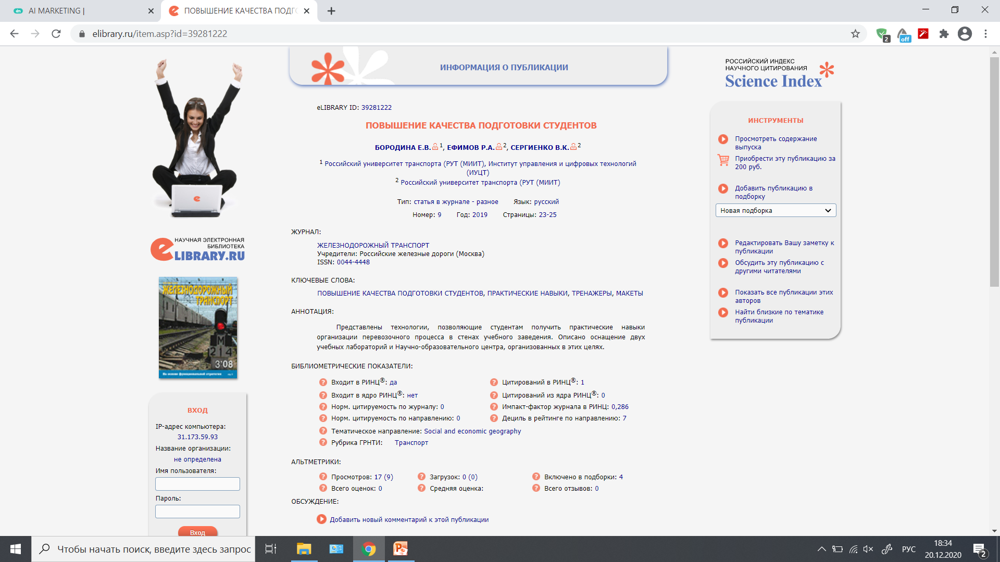 AI MARKETING |
ПОВЫШЕНИЕ КАЧЕСТВА ПОДГО
elibrary.ru/item.asp?id=39281222
2
off
НАУЧНАЯ ЭЛЕКТРОННАЯ
БИБЛИОТЕКА
eLIBRARY.RU
ЖЕЛЕЗНОДОРОЖНЫЙ
ТРАНСПОРТ
М
214
3'08
ВХОД
IP-адрес компьютера:
31.173.59.93
Название организации:
не определена
Имя пользователя:
Пароль:
Вход
ИНФОРМАЦИЯ О ПУБЛИКАЦИИ
eLIBRARY ID: 39281222
ПОВЫШЕНИЕ КАЧЕСТВА ПОДГОТОВКИ СТУДЕНТОВ
БОРОДИНА Е.В. 1, ЕФИМОВ Р.А. 2, СЕРГИЕНКО В.К. 2
1 Российский университет транспорта (РУТ (МИИТ), Институт управления и цифровых технологий
(ИУЦТ)
2 Российский университет транспорта (РУТ (МИИТ)
Тип: статья в журнале - разное Язык: русский
Номер: 9 Год: 2019 Страницы: 23-25
ЖУРНАЛ:
ЖЕЛЕЗНОДОРОЖНЫЙ ТРАНСПОРТ
Учредители: Российские железные дороги (Москва)
ISSN: 0044-4448
КЛЮЧЕВЫЕ СЛОВА:
ПОВЫШЕНИЕ КАЧЕСТВА ПОДГОТОВКИ СТУДЕНТОВ, ПРАКТИЧЕСКИЕ НАВЫКИ, ТРЕНАЖЕРЫ, МАКЕТЫ
АННОТАЦИЯ:
Представлены технологии, позволяющие студентам получить практические навыки
организации перевозочного процесса в стенах учебного заведения. Описано оснащение двух
учебных лабораторий и Научно-образовательного центра, организованных в этих целях.
БИБЛИОМЕТРИЧЕСКИЕ ПОКАЗАТЕЛИ:
Входит в РИНЦ®: да Цитирований в РИНЦ®: 1
Входит в ядро РИНЦ®: нет Цитирований из ядра РИНЦ®: 0
Норм. цитируемость по журналу: 0 Импакт-фактор журнала в РИНЦ: 0,286
Норм. цитируемость по направлению: 0 Дециль в рейтинге по направлению: 7
Тематическое направление: Social and economic geography
Рубрика ГРНТИ: Транспорт
АЛЬТМЕТРИКИ:
Просмотров: 17 (9) Загрузок: 0 (0) Включено в подборки: 4
Всего оценок: 0 Средняя оценка: Всего отзывов: 0
ОБСУЖДЕНИЕ:
Добавить новый комментарий к этой публикации
РОССИЙСКИЙ ИНДЕКС
НАУЧНОГО ЦИТИРОВАНИЯ
Science Index
ИНСТРУМЕНТЫ
Просмотреть содержание
выпуска
Приобрести эту публикацию за
200 руб.
Добавить публикацию в
подборку
Новая подборка
Редактировать Вашу заметку к
публикации
Обсудить эту публикацию с
другими читателями
Показать все публикации этих
авторов
Найти близкие по тематике
публикации
Чтобы начать поиск, введите здесь запрос
РУС
18:34
20.12.2020
2